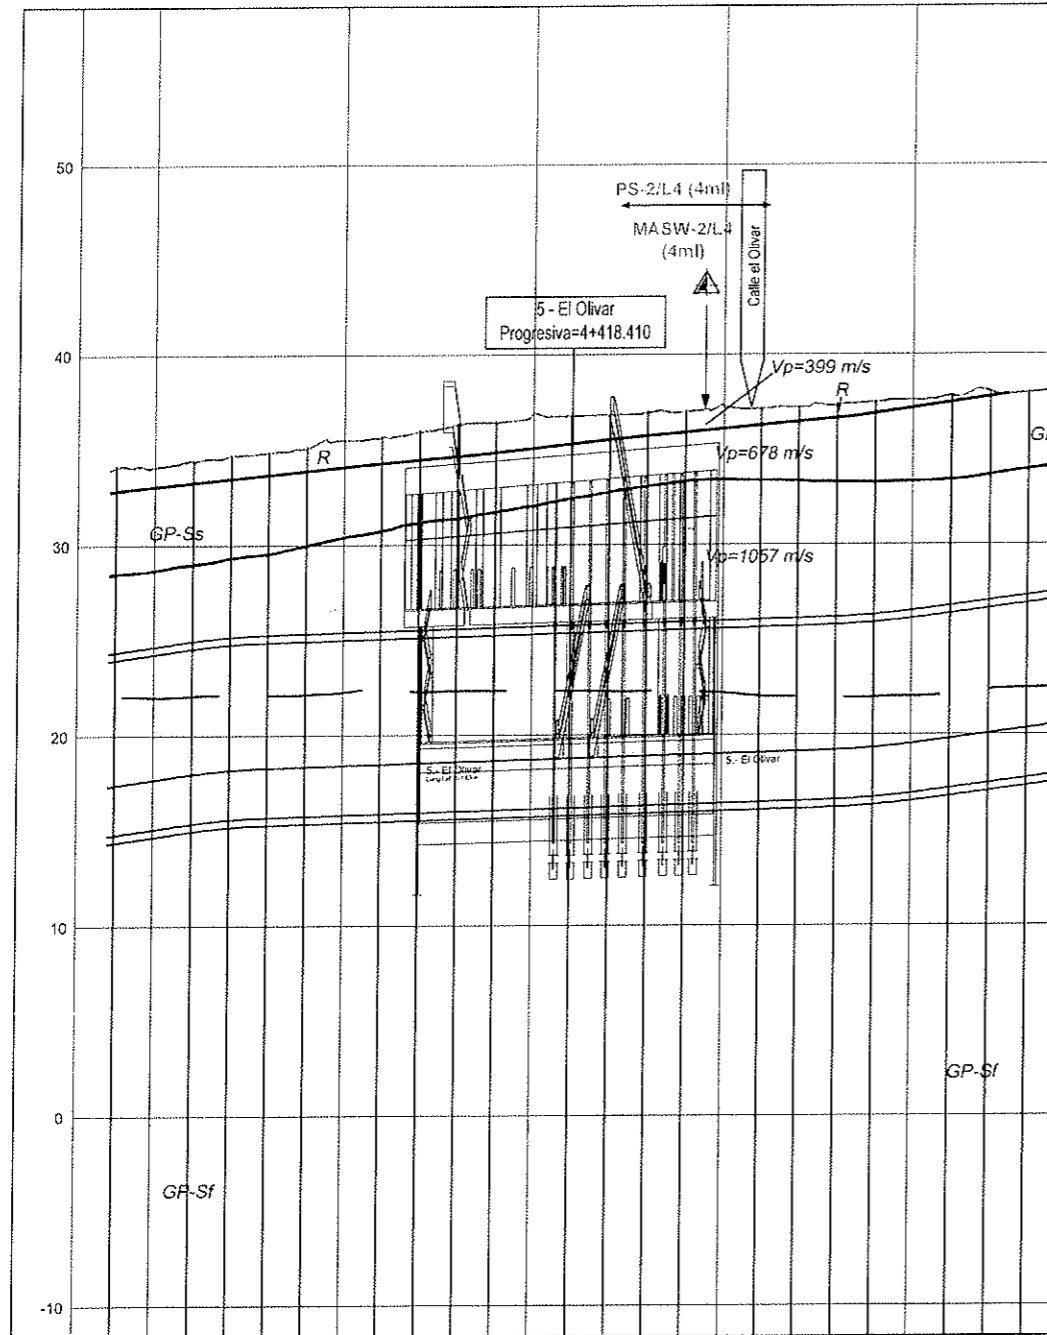 50
PS-2/L4 (4ml)
MASW-2/L4
(4ml)
Calle el Olivar
5 - El Olivar
Progresiva=4+418.410
40
Vp=399 m/s
R
R
Vp=678 m/s
GP-Ss
30
Vp=1057 m/s
20
5.- El Olivar
5.- El Olivar
10
GP-Sf
0
GP-Sf
-10